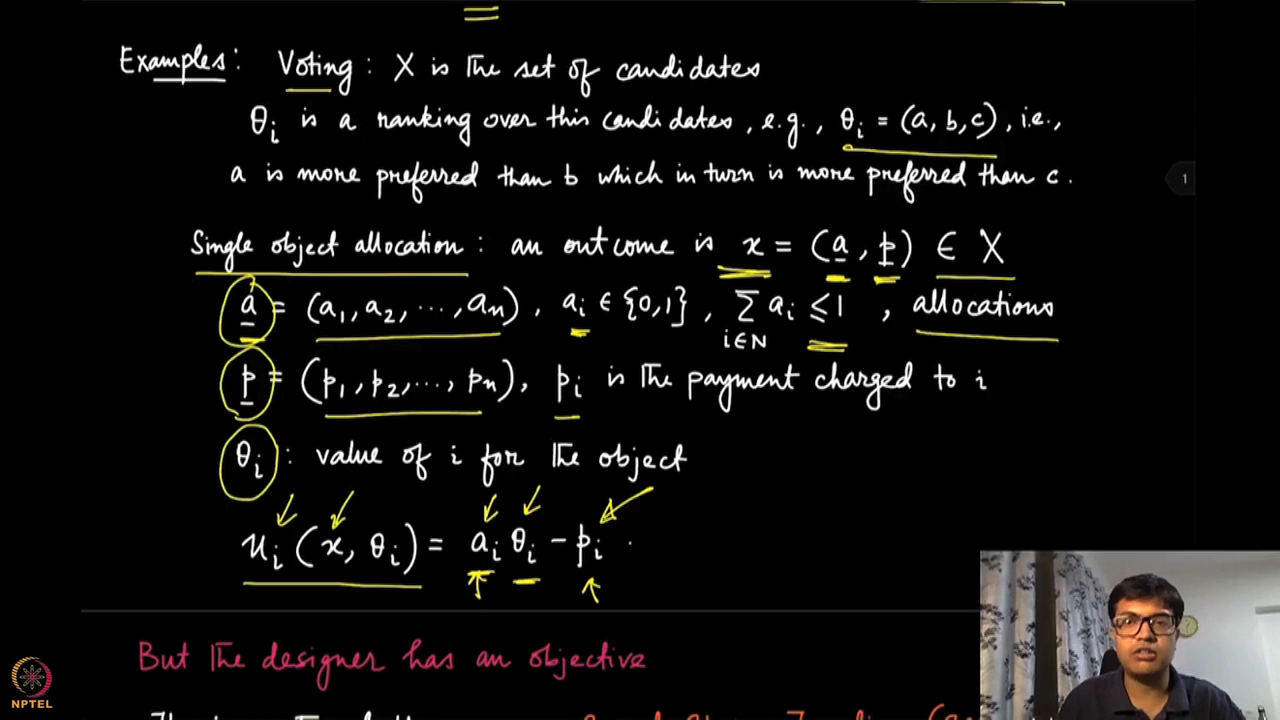 Examples: Voting: X is the set of candidates
θi is a ranking over this candidates, e.g., θi = (a, b, c), i.e.,
a is more preferred than b which in turn is more preferred than c.
Single object allocation: an outcome is x = (a, p) ∈ X
a = (a1, a2, ..., an), ai ∈ {0,1}, Σ i∈N ai ≤ 1, allocations
p = (p1, p2, ..., pn), pi is the payment charged to i
θi : value of i for the object
ui (x, θi) = ai θi - pi .
But the designer has an objective
NPTEL
1